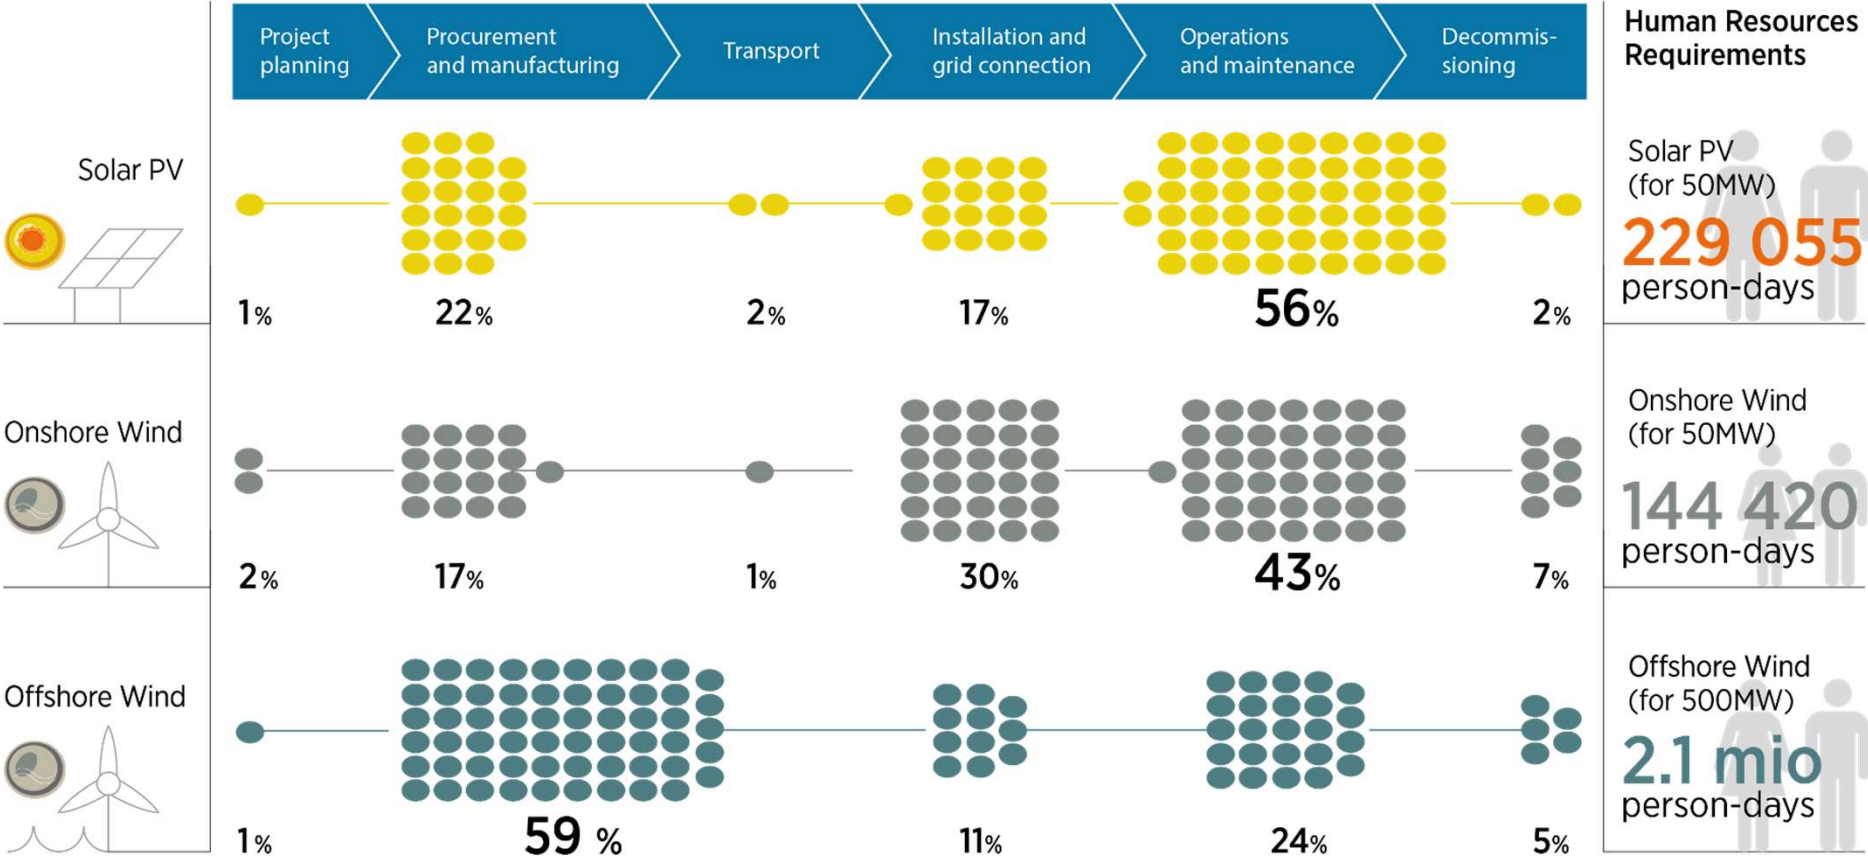 Project
planning
Procurement
and manufacturing
Transport
Installation and
grid connection
Operations
and maintenance
Decommis-
sioning
Human Resources
Requirements
Solar PV
1%
22%
2%
17%
56%
2%
Solar PV
(for 50MW)
229 055
person-days
Onshore Wind
2%
17%
1%
30%
43%
7%
Onshore Wind
(for 50MW)
144 420
person-days
Offshore Wind
1%
59 %
11%
24%
5%
Offshore Wind
(for 500MW)
2.1 mio
person-days